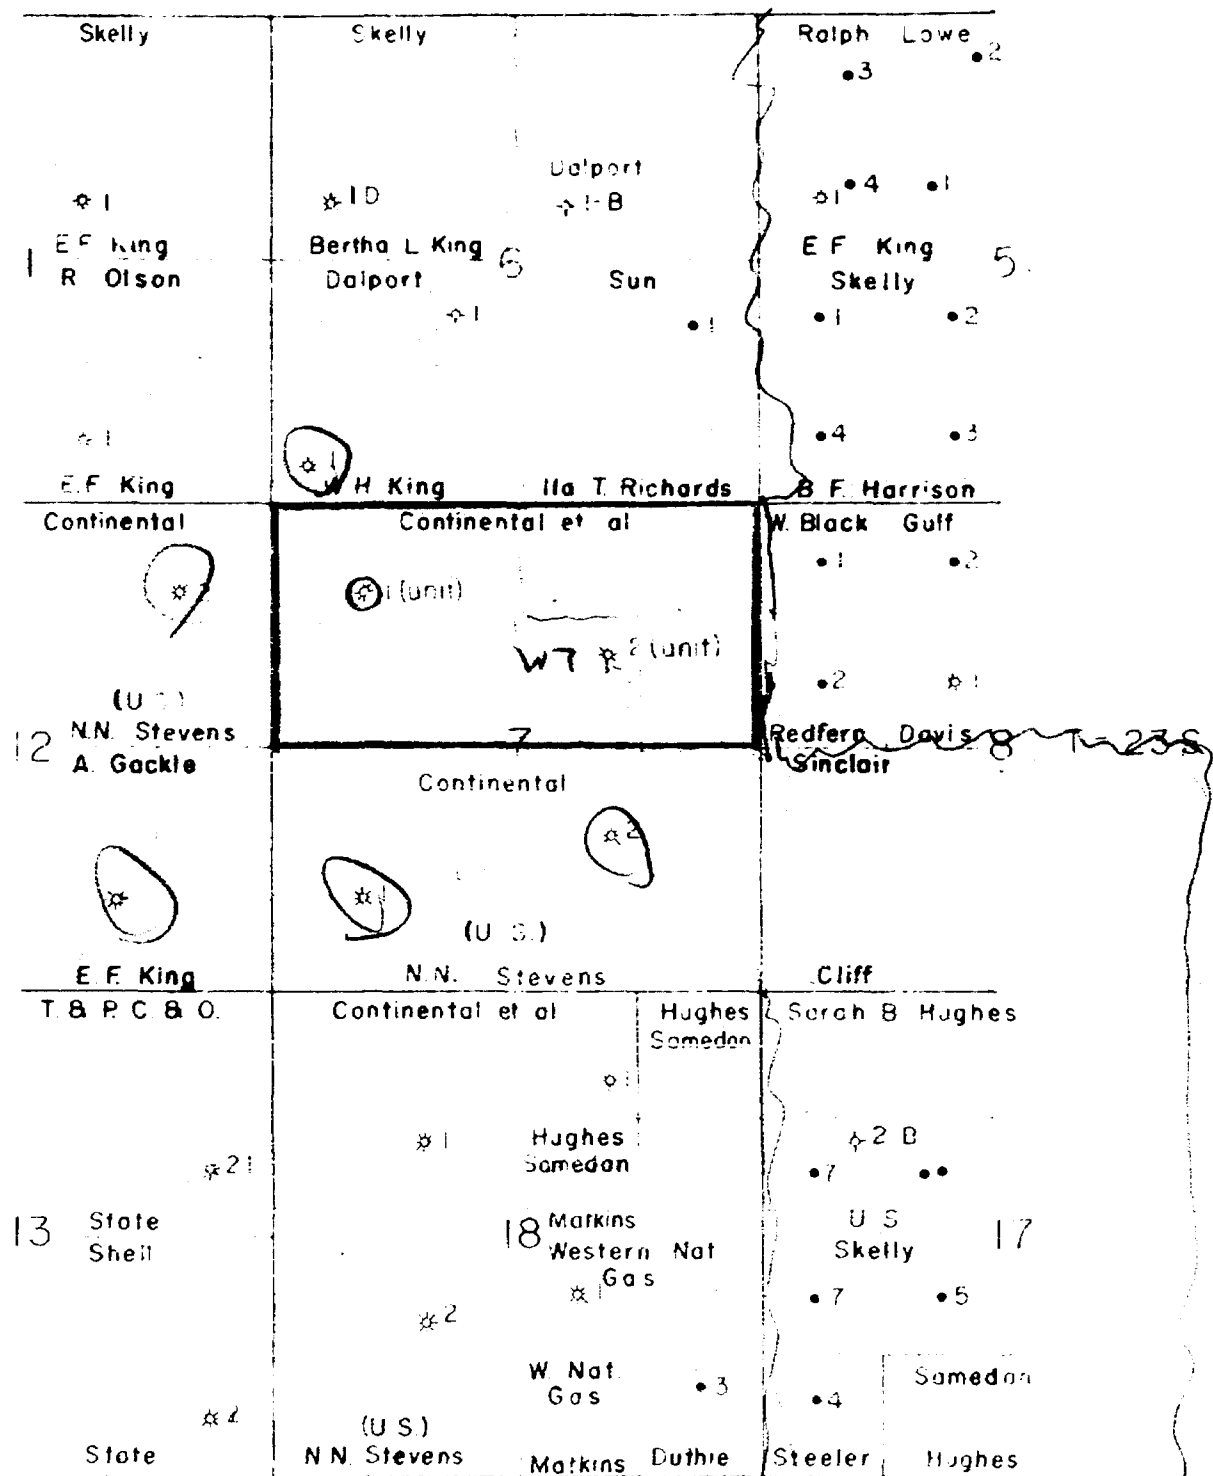 Skelly Skelly Ralph Lowe
2
3
Dalport
1 1D 1-B 1 4 1
E F King Bertha L King 6 E F King 5
1 R Olson Dalport Sun Skelly
1 1 1 2
1 4 3
1
E.F King W H King Ila T. Richards B F. Harrison
Continental Continental et al W. Black Gulf
1 2
1 (unit)
W7 2 (unit)
2 1
(U
12 N.N. Stevens 7 Redfern Davis 8 T-23 S
A. Gackle Sinclair
Continental
2
1
(U S.)
E. F. King N. N. Stevens Cliff
T. & P. C. & O. Continental et al Hughes Sarah B Hughes
Samedan
1
1 Hughes 2 B
21 Samedan 7
13 State 18 Matkins U S 17
Shell Western Nat Skelly
Gas
1 7 5
2
W. Nat. Samedan
Gas 3 4
2 (U S.)
State N N. Stevens Matkins Duthie Steeler Hughes